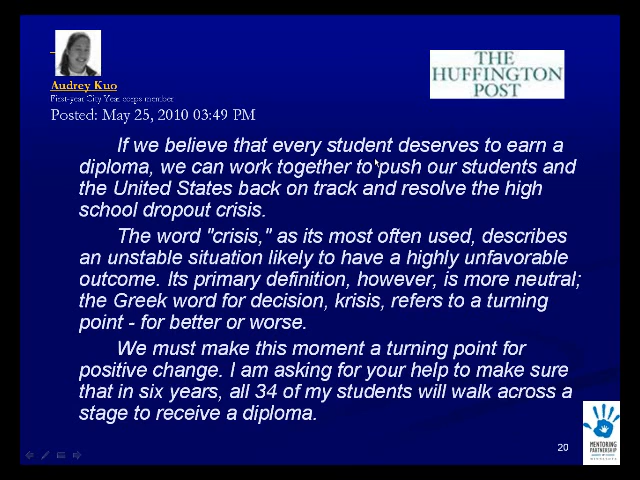 Audrey Kuo
First-year City Year corps member
Posted: May 25, 2010 03:49 PM
THE
HUFFINGTON
POST
If we believe that every student deserves to earn a
diploma, we can work together to push our students and
the United States back on track and resolve the high
school dropout crisis.
The word "crisis," as its most often used, describes
an unstable situation likely to have a highly unfavorable
outcome. Its primary definition, however, is more neutral;
the Greek word for decision, krisis, refers to a turning
point - for better or worse.
We must make this moment a turning point for
positive change. I am asking for your help to make sure
that in six years, all 34 of my students will walk across a
stage to receive a diploma.
20
MENTORING
PARTNERSHIP